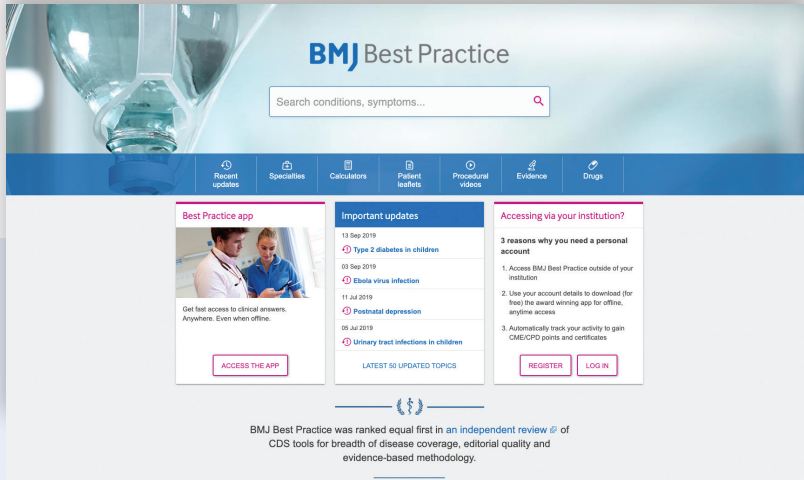 BMJ Best Practice
Search conditions, symptoms...
Recent
updates
Specialties
Calculators
Patient
leaflets
Procedural
videos
Evidence
Drugs
Best Practice app
Get fast access to clinical answers.
Anywhere. Even when offline.
ACCESS THE APP
Important updates
13 Sep 2019
Type 2 diabetes in children
03 Sep 2019
Ebola virus infection
11 Jul 2019
Postnatal depression
05 Jul 2019
Urinary tract infections in children
LATEST 50 UPDATED TOPICS
Accessing via your institution?
3 reasons why you need a personal
account
1. Access BMJ Best Practice outside of your
institution
2. Use your account details to download (for
free) the award winning app for offline,
anytime access
3. Automatically track your activity to gain
CME/CPD points and certificates
REGISTER
LOG IN
BMJ Best Practice was ranked equal first in an independent review of
CDS tools for breadth of disease coverage, editorial quality and
evidence-based methodology.